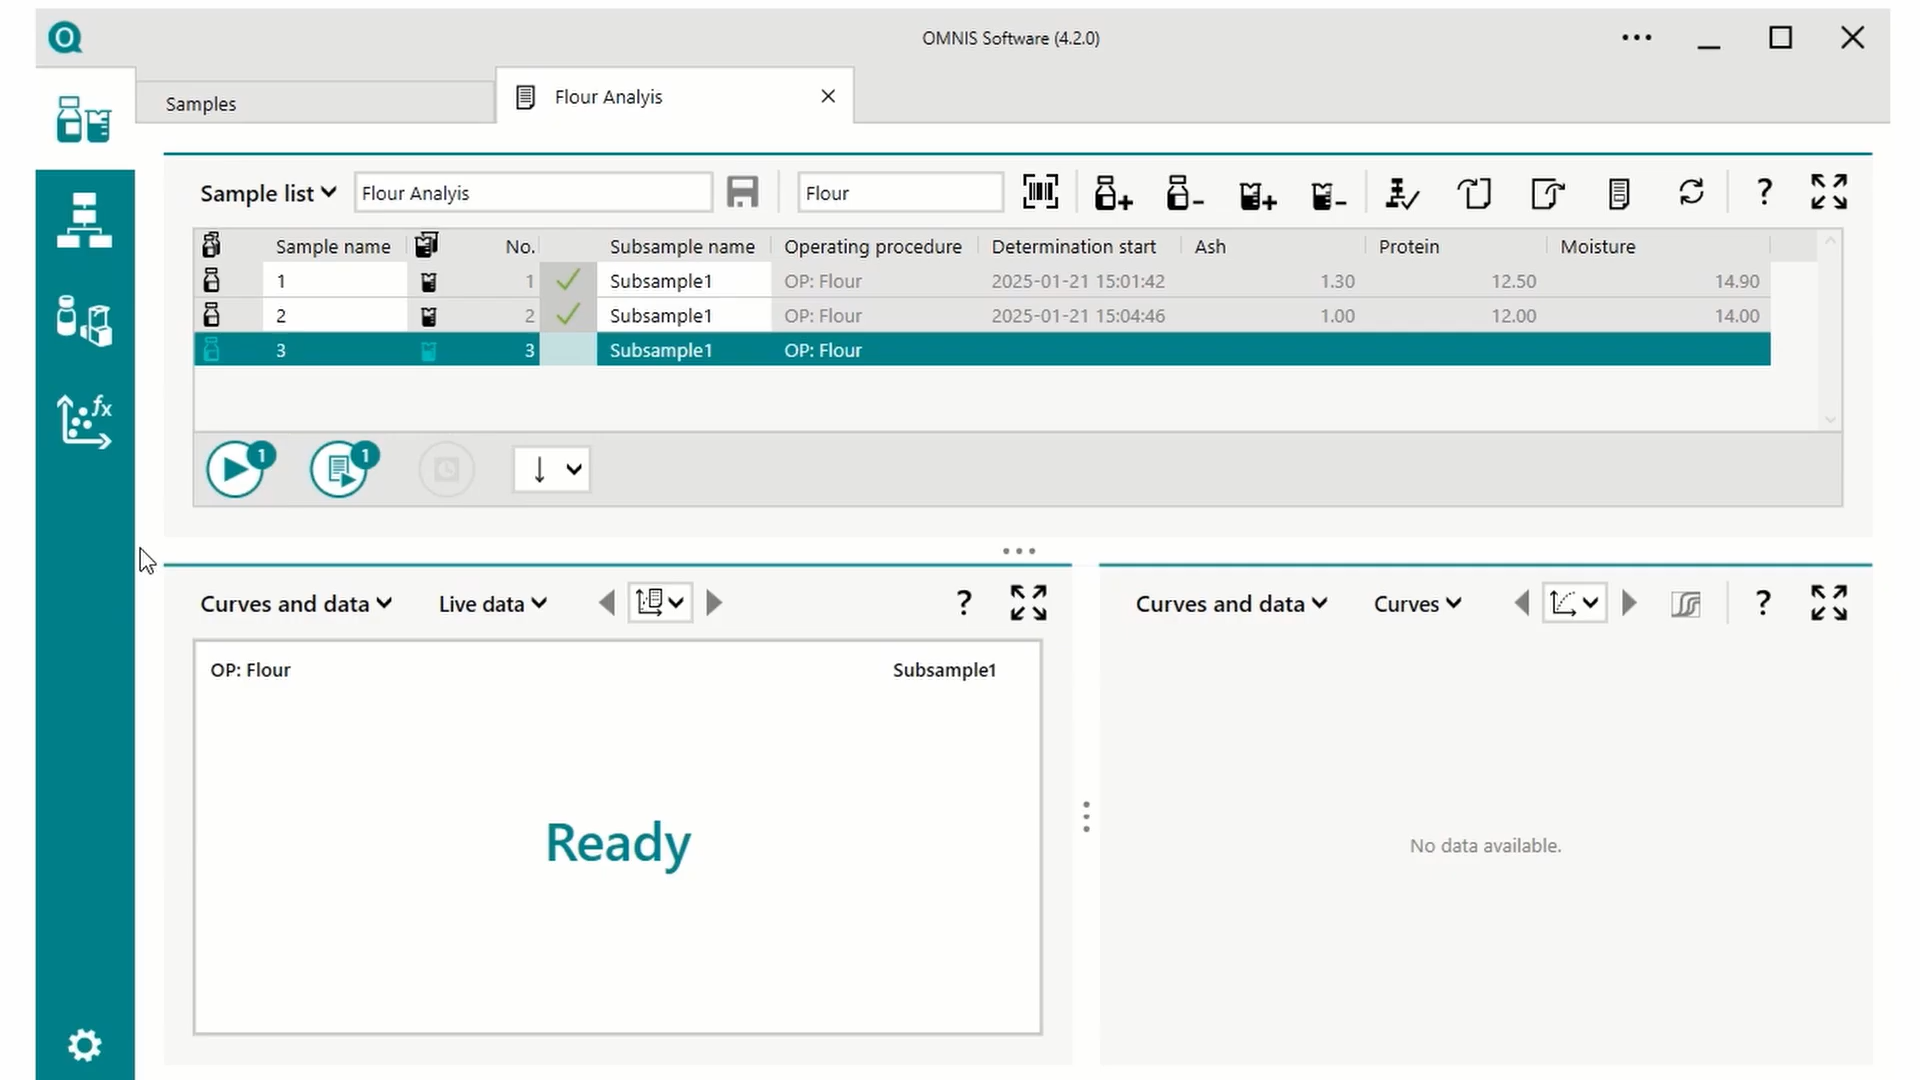 OMNIS Software (4.2.0)
Samples
Flour Analyis
Sample list
Flour Analyis
Flour
?
Sample name No. Subsample name Operating procedure Determination start Ash Protein Moisture
1 1 Subsample1 OP: Flour 2025-01-21 15:01:42 1.30 12.50 14.90
2 2 Subsample1 OP: Flour 2025-01-21 15:04:46 1.00 12.00 14.00
3 3 Subsample1 OP: Flour
1 1
fx
Curves and data Live data ?
OP: Flour Subsample1
Ready
Curves and data Curves ?
No data available.